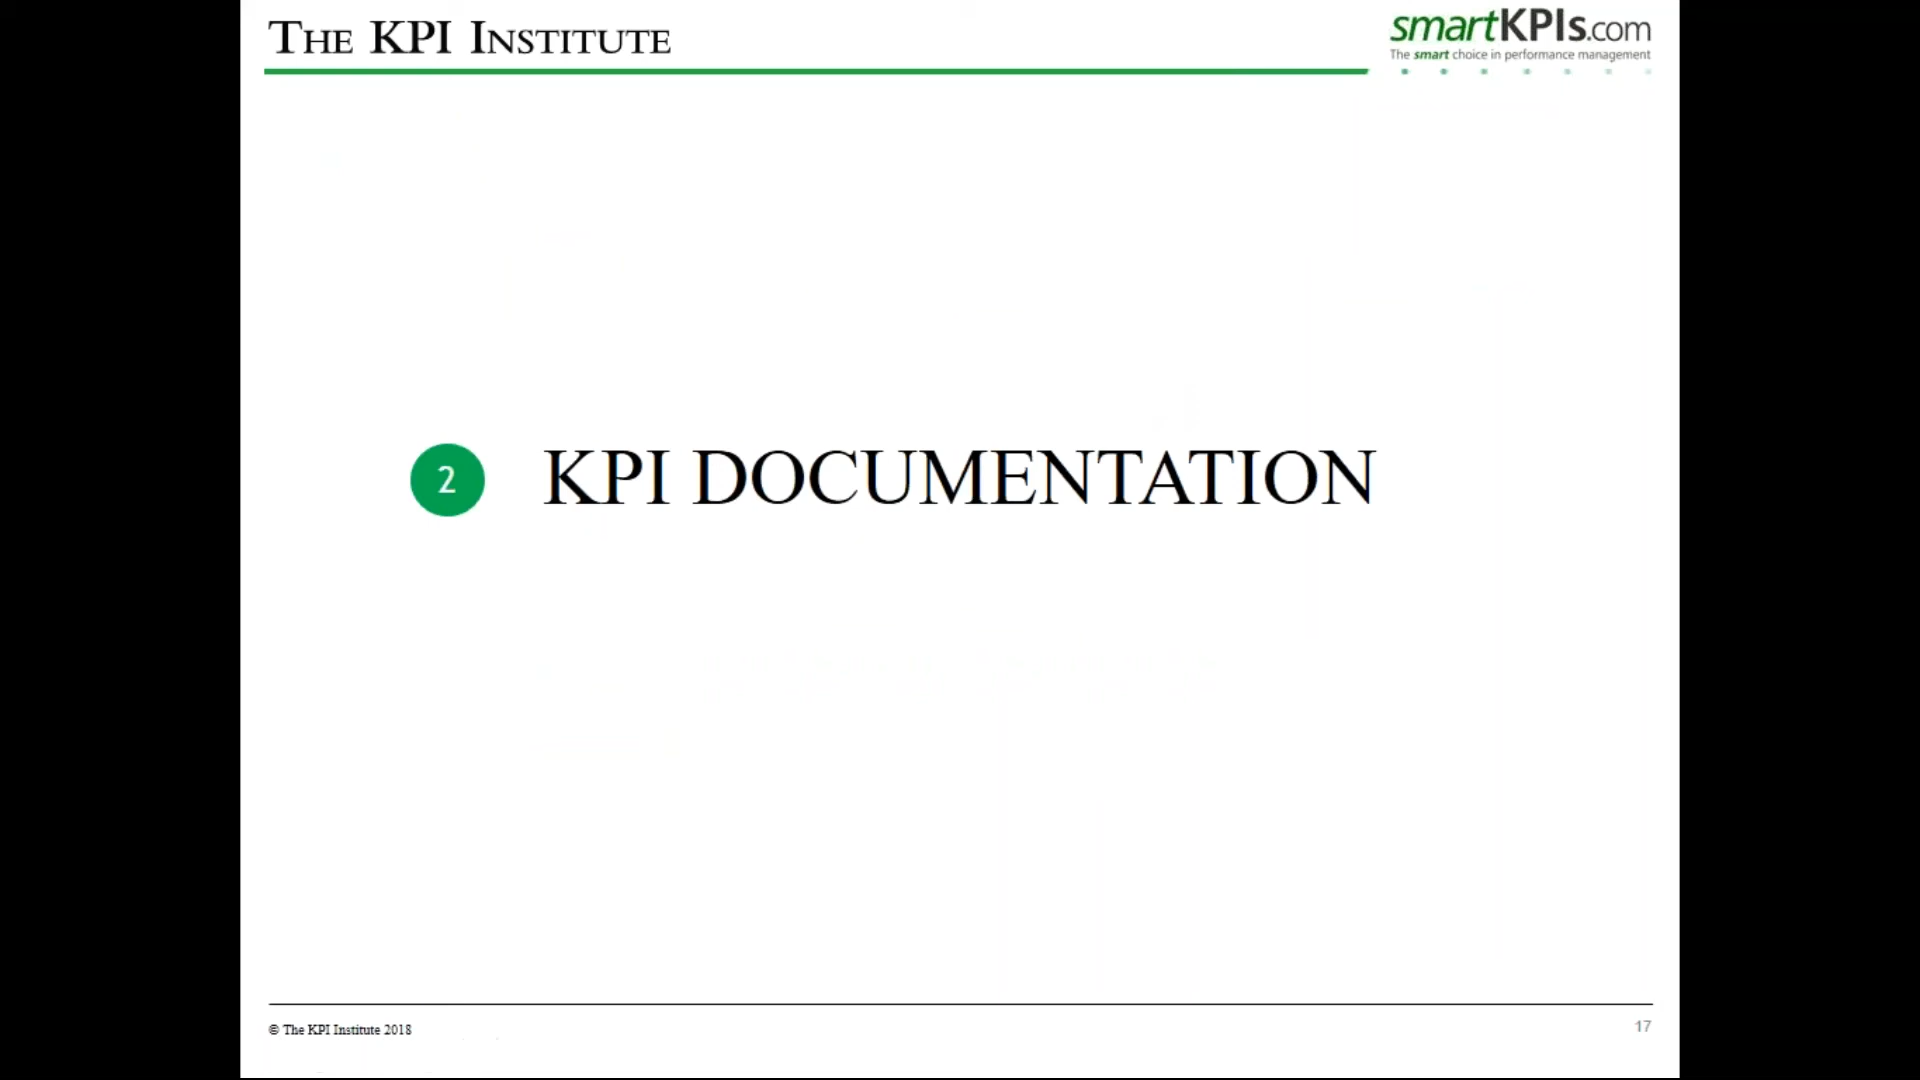 THE KPI INSTITUTE
smartKPIs.com
The smart choice in performance management
2
KPI DOCUMENTATION
© The KPI Institute 2018
17